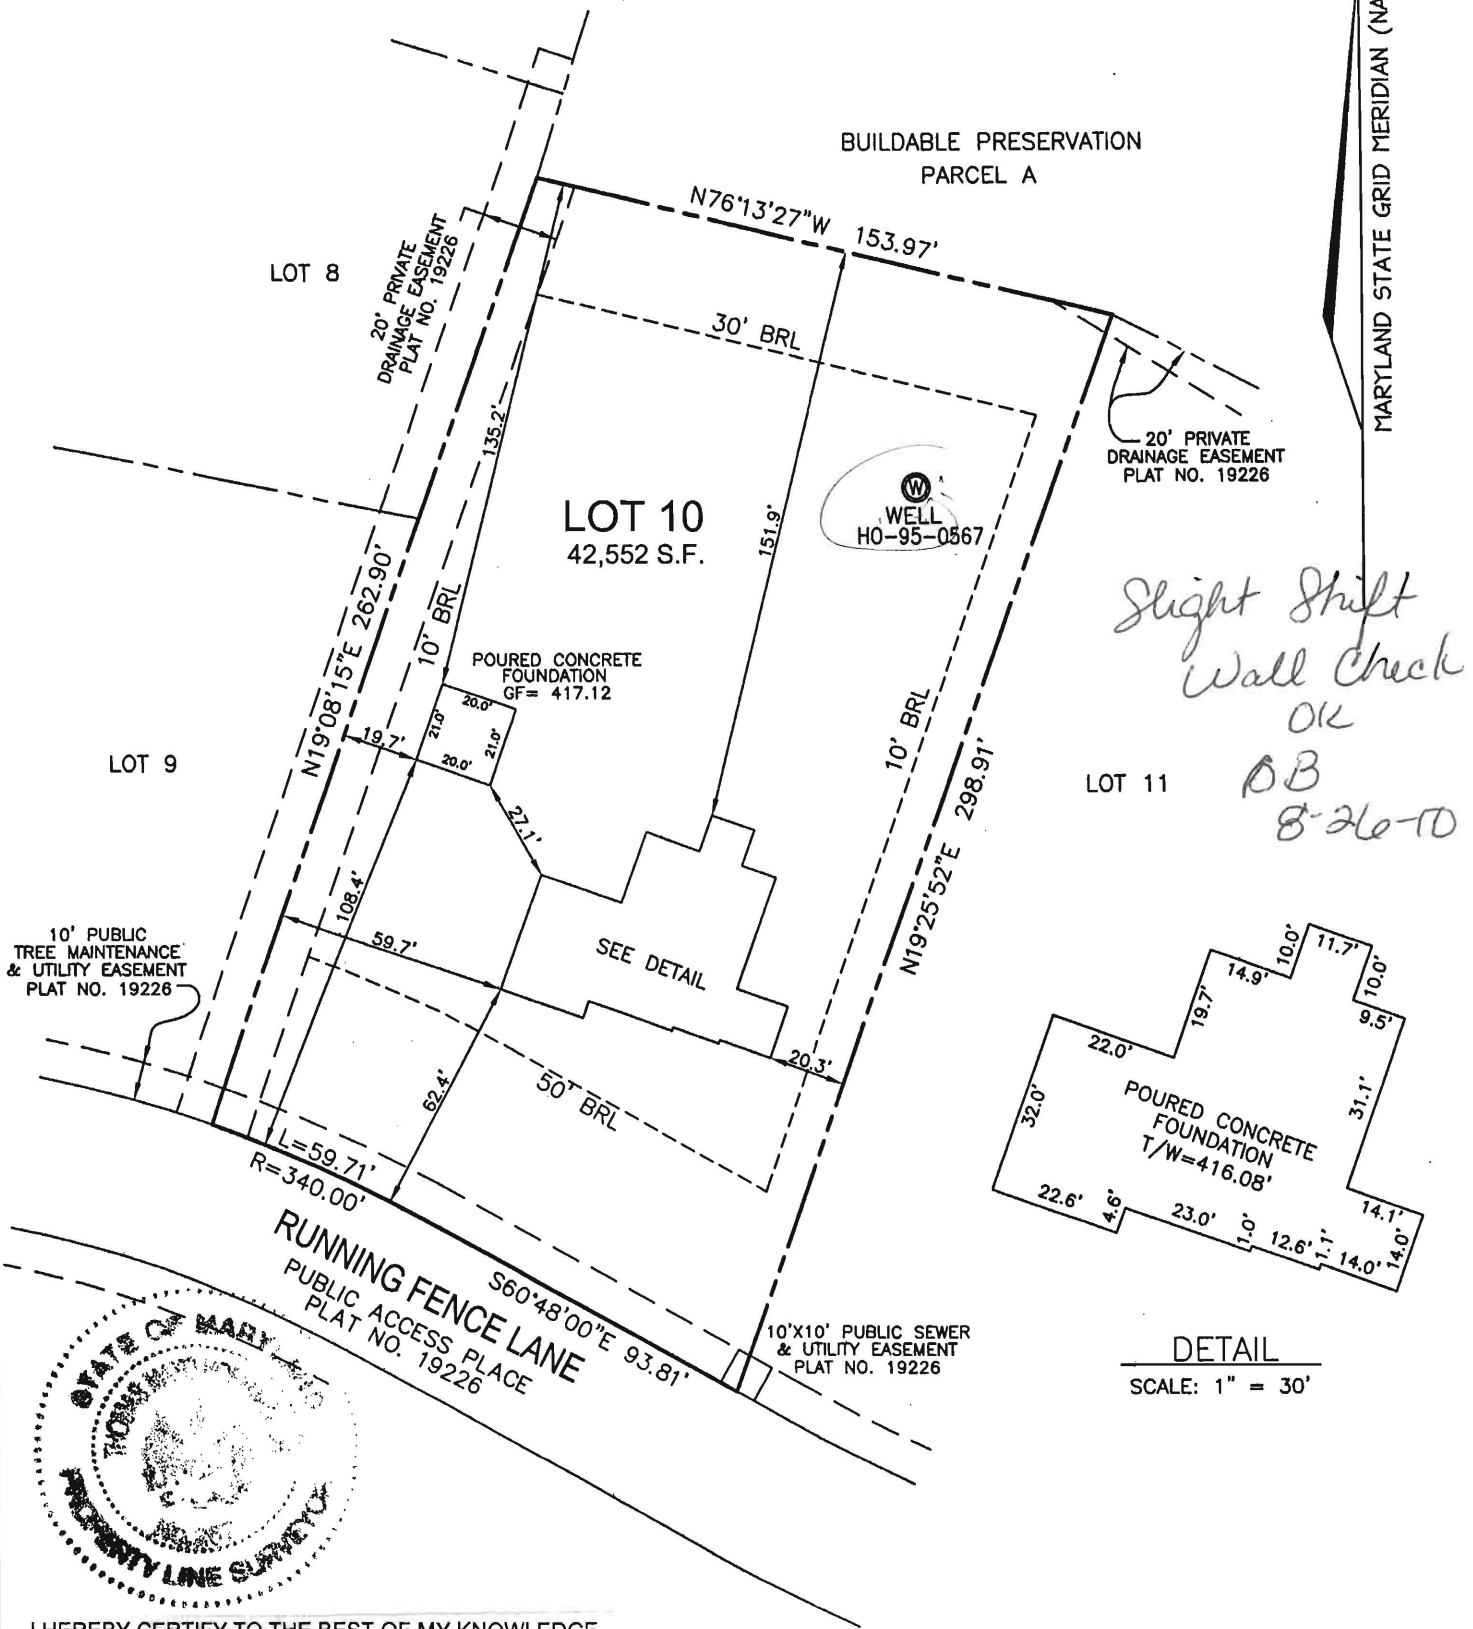 MARYLAND STATE GRID MERIDIAN (NA
BUILDABLE PRESERVATION
PARCEL A
N76°13'27"W 153.97'
LOT 8
20' PRIVATE
DRAINAGE EASEMENT
PLAT NO. 19226
30' BRL
135.2'
151.9'
20' PRIVATE
DRAINAGE EASEMENT
PLAT NO. 19226
LOT 10
42,552 S.F.
W
WELL
HO-95-0567
Slight Shift
Wall Check
OK
8-26-10
N19°08'15"E 262.90'
10' BRL
POURED CONCRETE
FOUNDATION
GF= 417.12
20.0'
21.0'
21.0'
20.0'
19.7'
27.1'
LOT 9
10' BRL
N19°25'52"E 298.91'
LOT 11
108.4'
59.7'
SEE DETAIL
20.3'
62.4'
50' BRL
10' PUBLIC
TREE MAINTENANCE
& UTILITY EASEMENT
PLAT NO. 19226
L=59.71'
R=340.00'
RUNNING FENCE LANE
PUBLIC ACCESS PLACE
PLAT NO. 19226
S60°48'00"E 93.81'
10'X10' PUBLIC SEWER
& UTILITY EASEMENT
PLAT NO. 19226
10.0'
11.7'
14.9'
10.0'
19.7'
9.5'
22.0'
32.0'
31.1'
POURED CONCRETE
FOUNDATION
T/W=416.08'
22.6'
4.6'
23.0'
1.0'
12.6'
1.1'
14.0'
14.1'
14.0'
DETAIL
SCALE: 1" = 30'
STATE OF MARYLAND
PROPERTY LINE SURVEYOR
I HEREBY CERTIFY TO THE BEST OF MY KNOWLEDGE